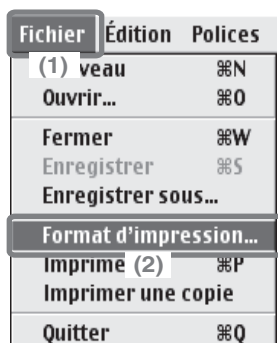 Fichier Édition Polices
(1) veau ⌘N
Ouvrir... ⌘O
Fermer ⌘W
Enregistrer ⌘S
Enregistrer sous...
Format d'impression...
Imprime (2) ⌘P
Imprimer une copie
Quitter ⌘Q